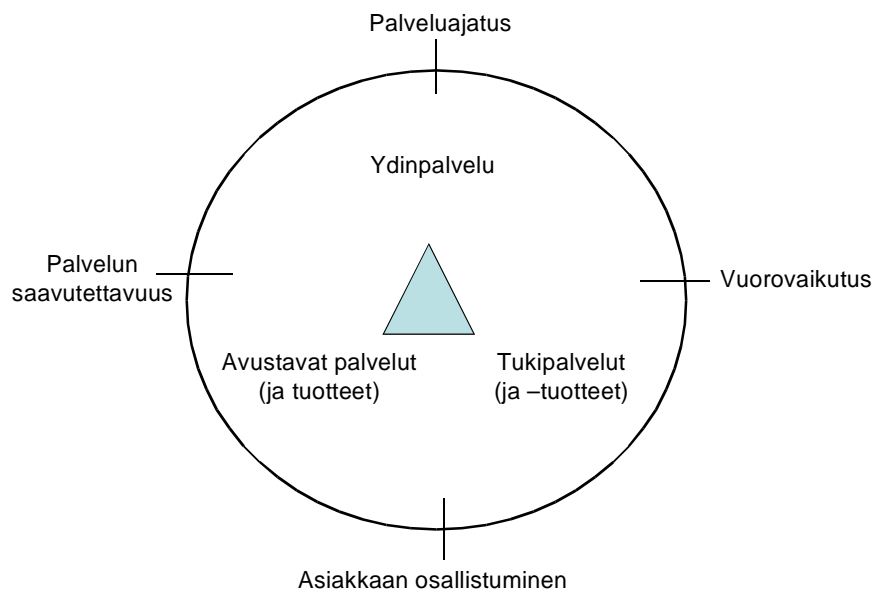 Palveluajatus
Ydinpalvelu
Palvelun
saavutettavuus
Vuorovaikutus
Avustavat palvelut
(ja tuotteet)
Tukipalvelut
(ja –tuotteet)
Asiakkaan osallistuminen